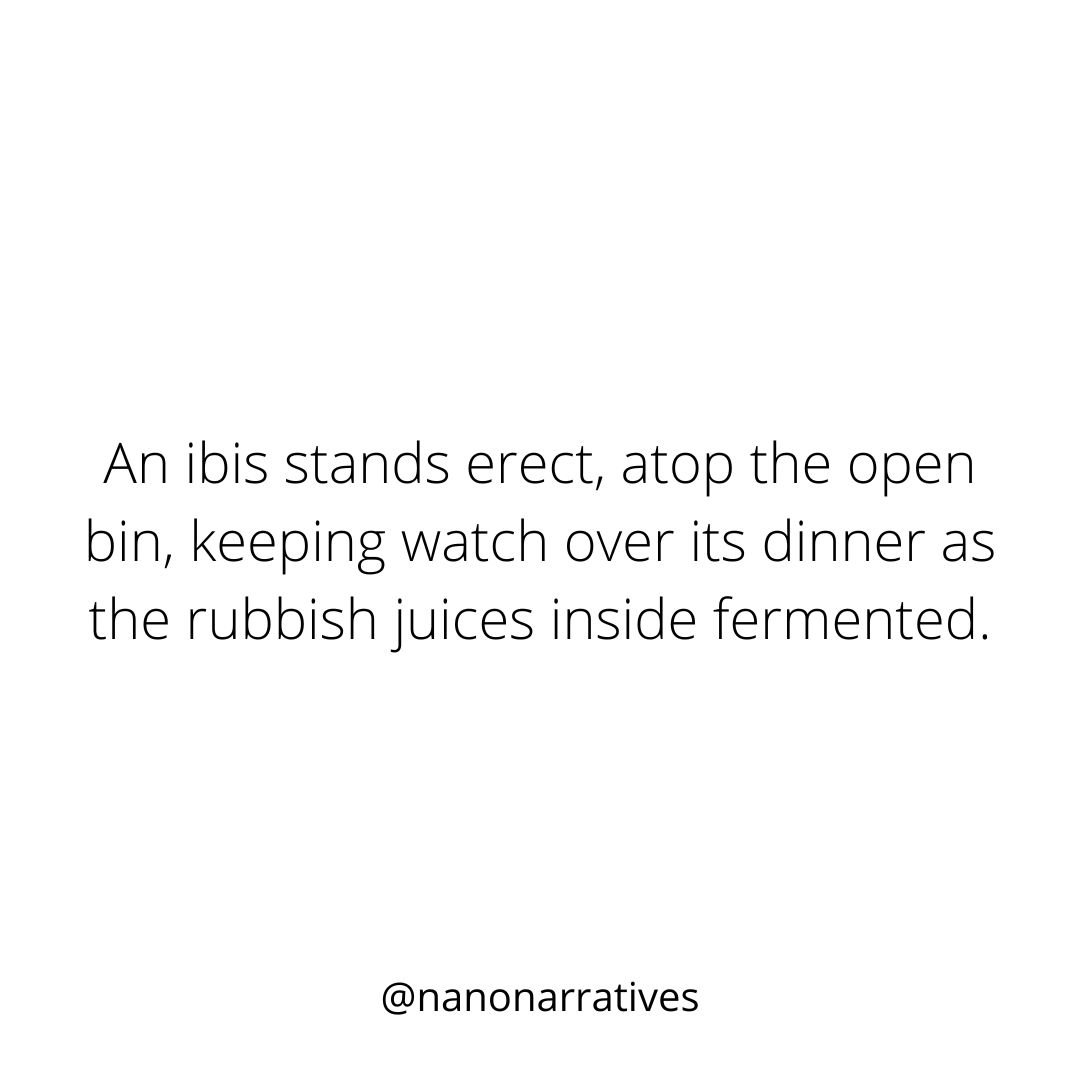 An ibis stands erect, atop the open
bin, keeping watch over its dinner as
the rubbish juices inside fermented.
@nanonarratives